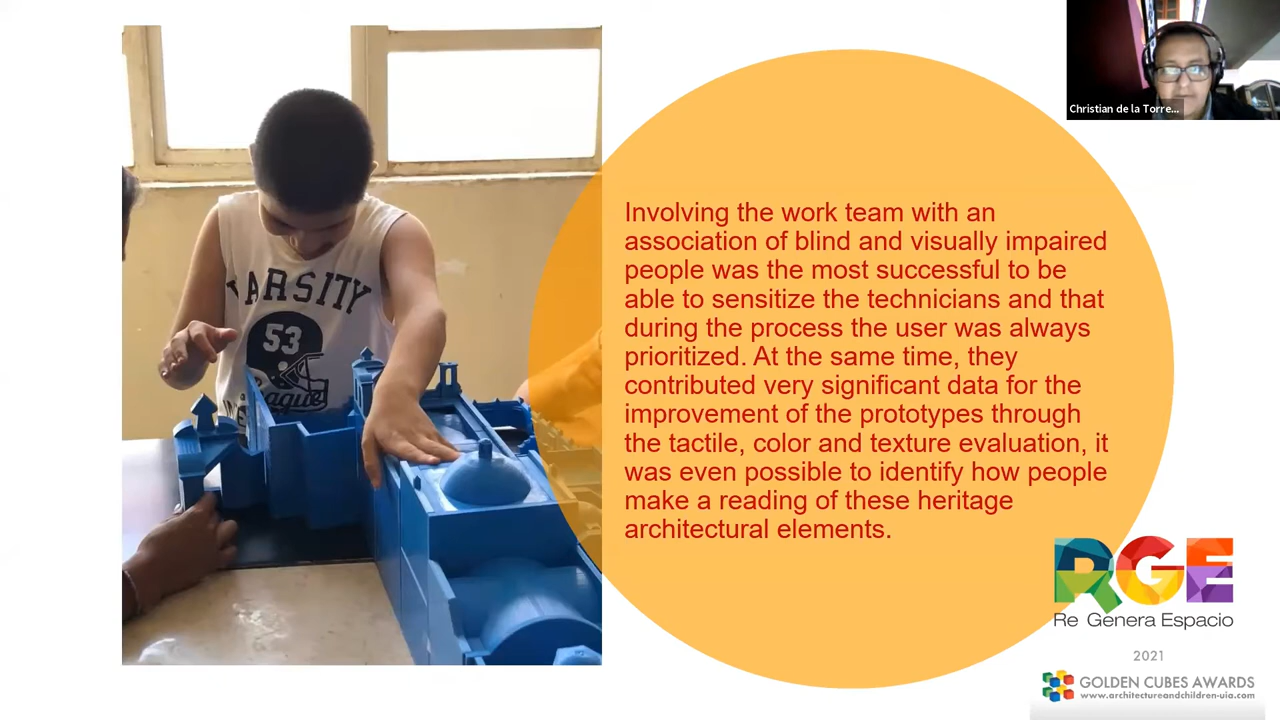 Christian de la Torre...
VARSITY
53
League
Involving the work team with an
association of blind and visually impaired
people was the most successful to be
able to sensitize the technicians and that
during the process the user was always
prioritized. At the same time, they
contributed very significant data for the
improvement of the prototypes through
the tactile, color and texture evaluation, it
was even possible to identify how people
make a reading of these heritage
architectural elements.
RGE
Re Genera Espacio
2021
GOLDEN CUBES AWARDS
www.architectureandchildren-uia.com